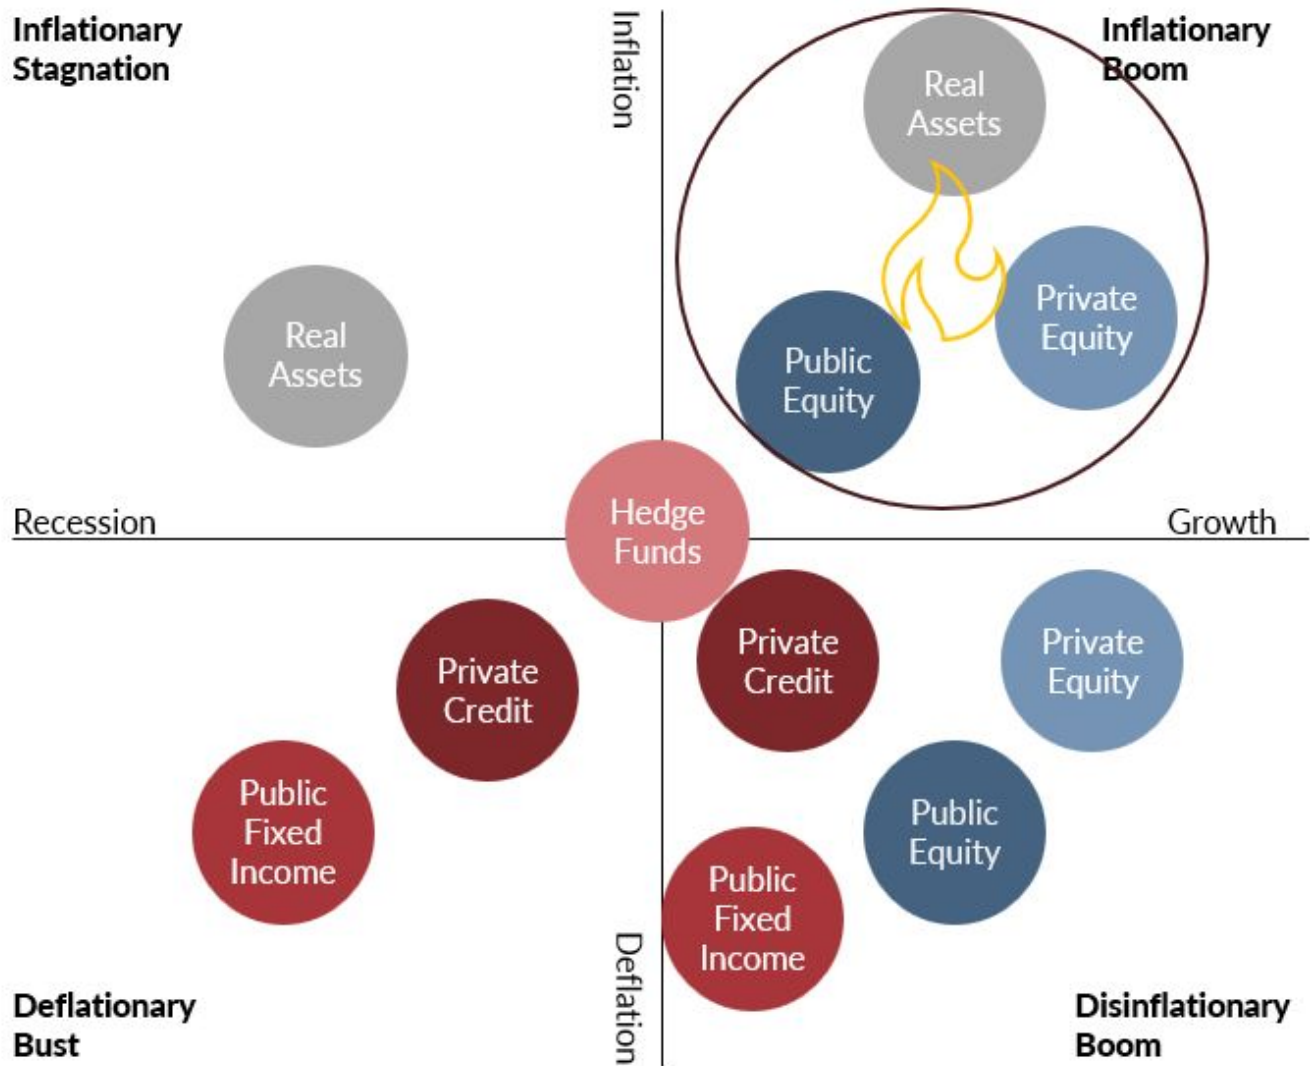 Inflationary
Stagnation
Inflation
Inflationary
Boom
Real
Assets
Private
Equity
Public
Equity
Real
Assets
Recession
Hedge
Funds
Growth
Private
Credit
Private
Credit
Private
Equity
Public
Fixed
Income
Public
Equity
Public
Fixed
Income
Deflation
Deflationary
Bust
Disinflationary
Boom